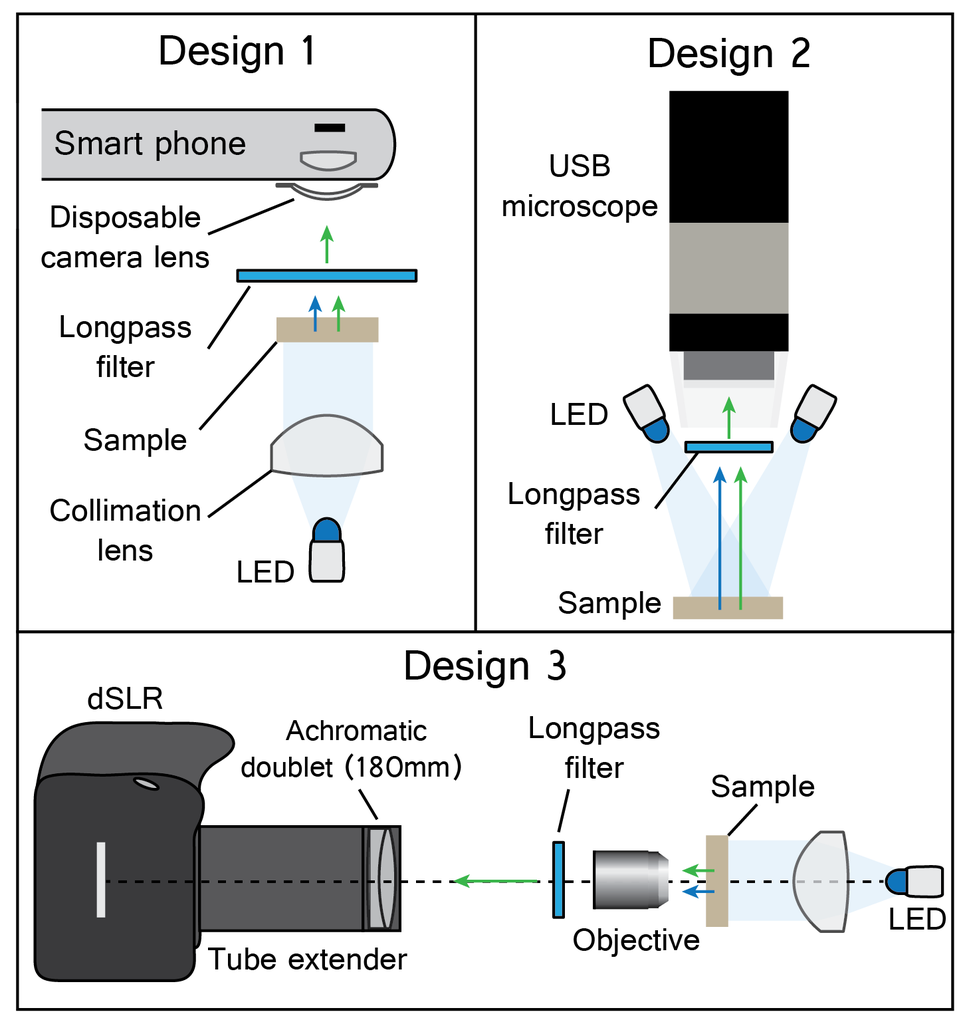 Design 1
Smart phone
Disposable
camera lens
Longpass
filter
Sample
Collimation
lens
LED
Design 2
USB
microscope
LED
Longpass
filter
Sample
Design 3
dSLR
Achromatic
doublet (180mm)
Longpass
filter
Sample
Objective
LED
Tube extender